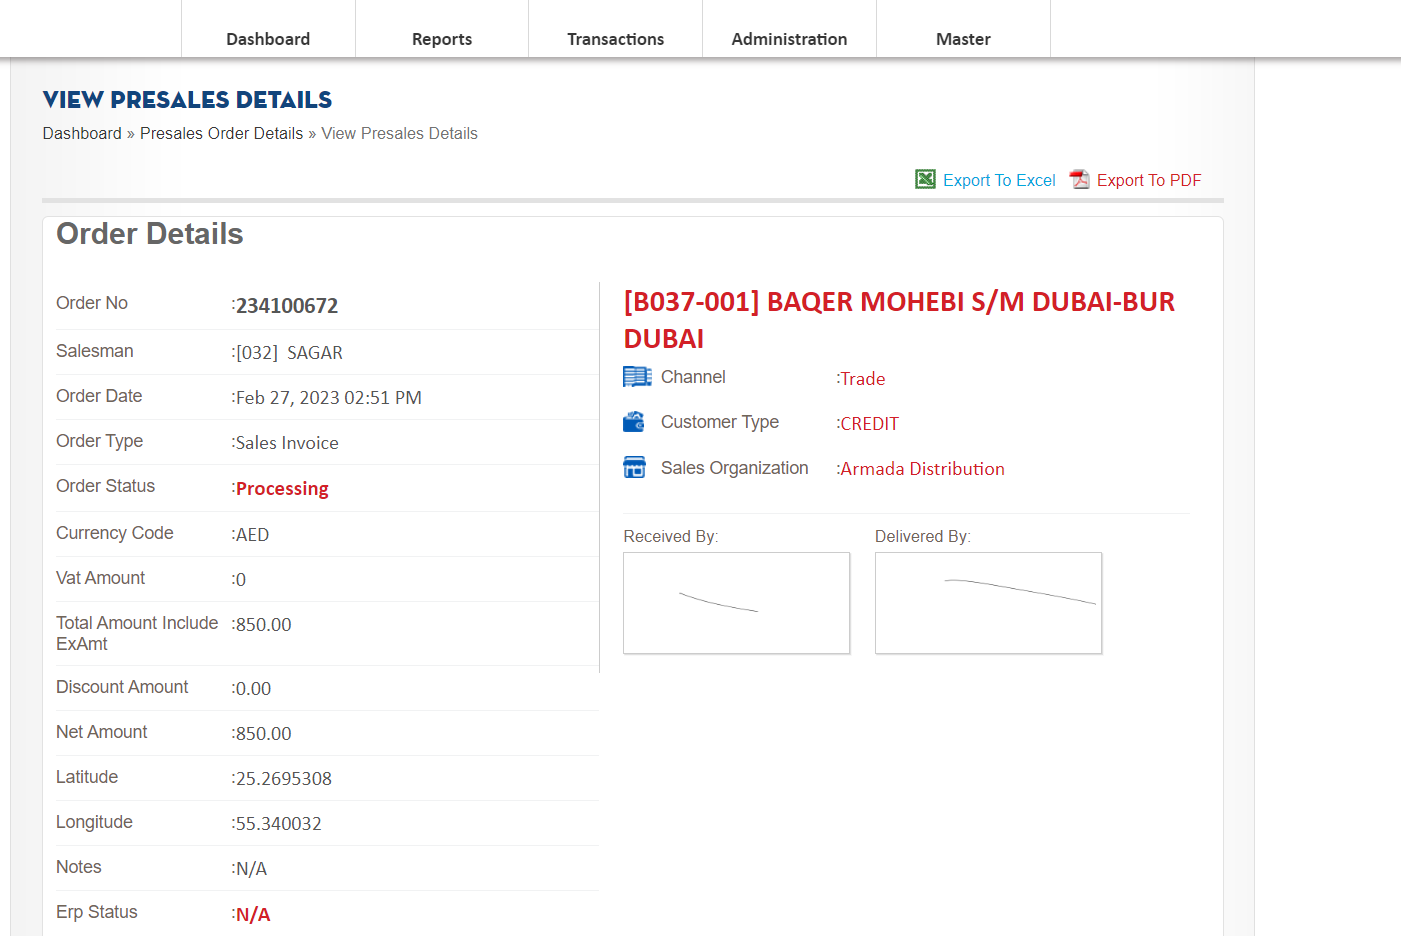 Dashboard Reports Transactions Administration Master
VIEW PRESALES DETAILS
Dashboard » Presales Order Details » View Presales Details
Export To Excel Export To PDF
Order Details
Order No :234100672
Salesman :[032] SAGAR
Order Date :Feb 27, 2023 02:51 PM
Order Type :Sales Invoice
Order Status :Processing
Currency Code :AED
Vat Amount :0
Total Amount Include :850.00
ExAmt
Discount Amount :0.00
Net Amount :850.00
Latitude :25.2695308
Longitude :55.340032
Notes :N/A
Erp Status :N/A
[B037-001] BAQER MOHEBI S/M DUBAI-BUR
DUBAI
Channel :Trade
Customer Type :CREDIT
Sales Organization :Armada Distribution
Received By: Delivered By: